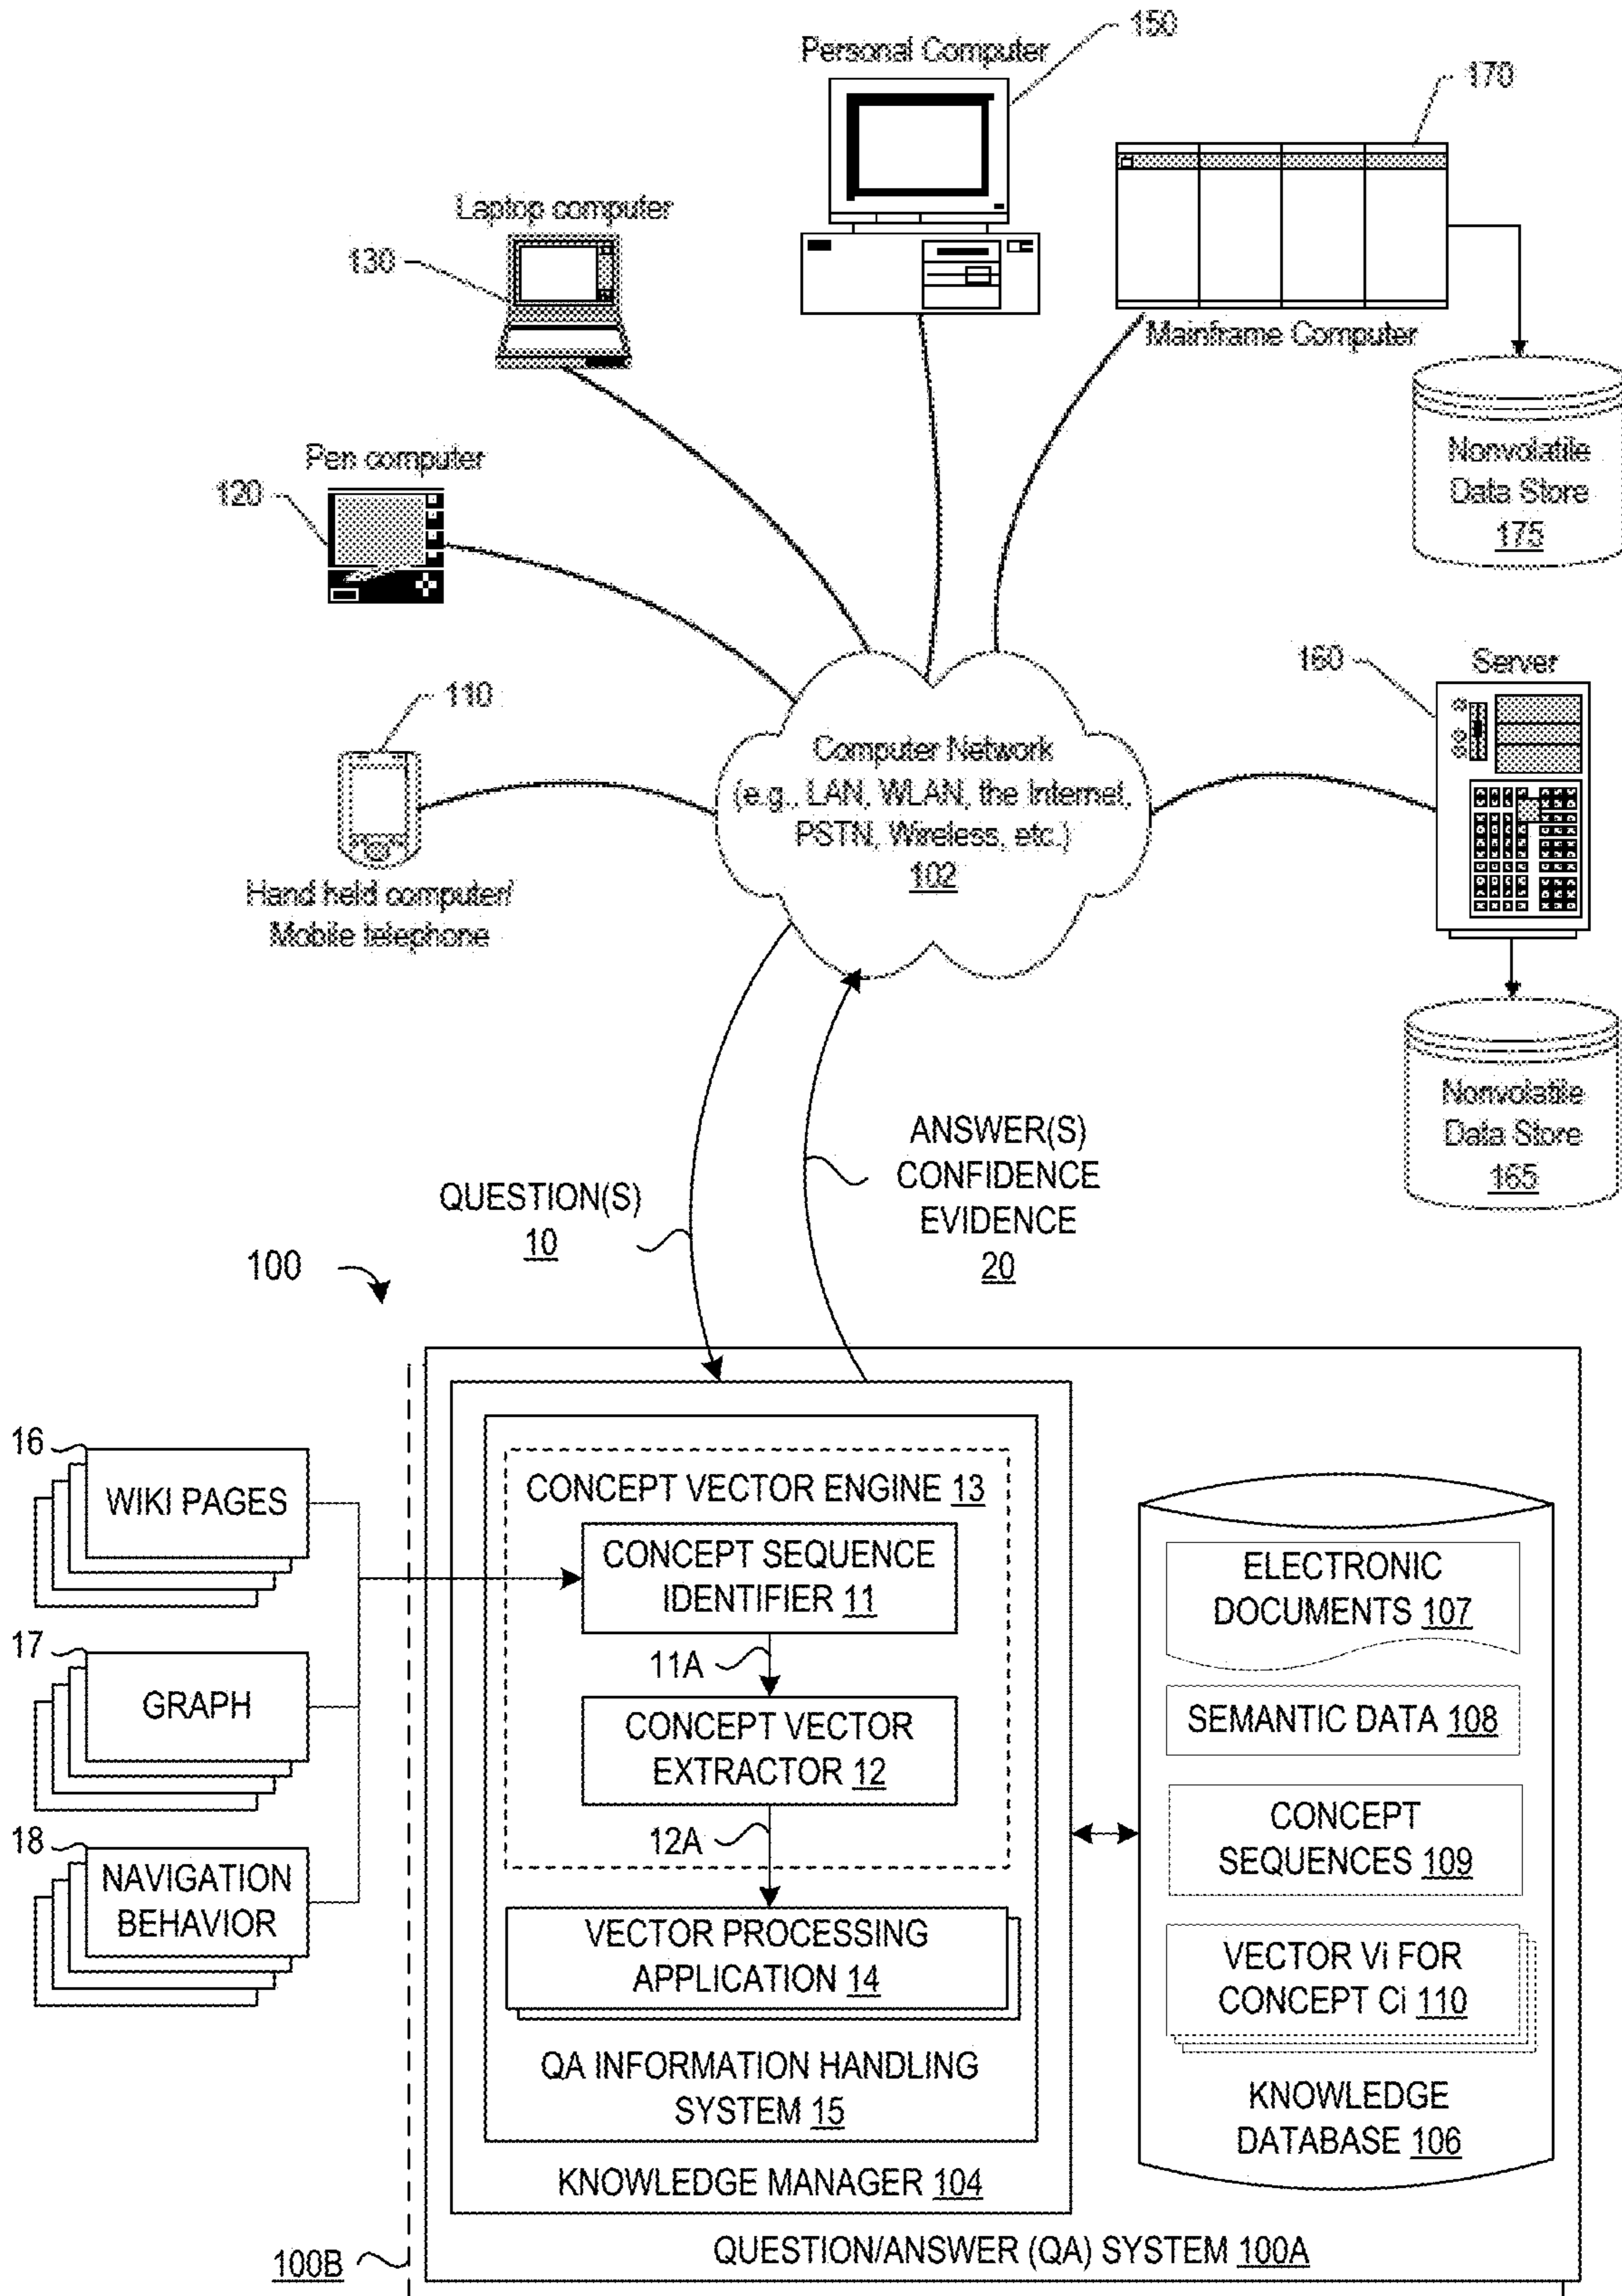 150
Personal Computer
170
Laptop computer
130
Mainframe Computer
Nonvolatile
Data Store
175
Pen computer
120
160
Server
110
Computer Network
(e.g., LAN, WLAN, the Internet,
PSTN, Wireless, etc.)
102
Hand held computer/
Mobile telephone
Nonvolatile
Data Store
165
ANSWER(S)
CONFIDENCE
EVIDENCE
20
QUESTION(S)
10
100
16
WIKI PAGES
17
GRAPH
18
NAVIGATION
BEHAVIOR
CONCEPT VECTOR ENGINE 13
CONCEPT SEQUENCE
IDENTIFIER 11
11A
CONCEPT VECTOR
EXTRACTOR 12
12A
VECTOR PROCESSING
APPLICATION 14
QA INFORMATION HANDLING
SYSTEM 15
KNOWLEDGE MANAGER 104
ELECTRONIC
DOCUMENTS 107
SEMANTIC DATA 108
CONCEPT
SEQUENCES 109
VECTOR Vi FOR
CONCEPT Ci 110
KNOWLEDGE
DATABASE 106
QUESTION/ANSWER (QA) SYSTEM 100A
100B